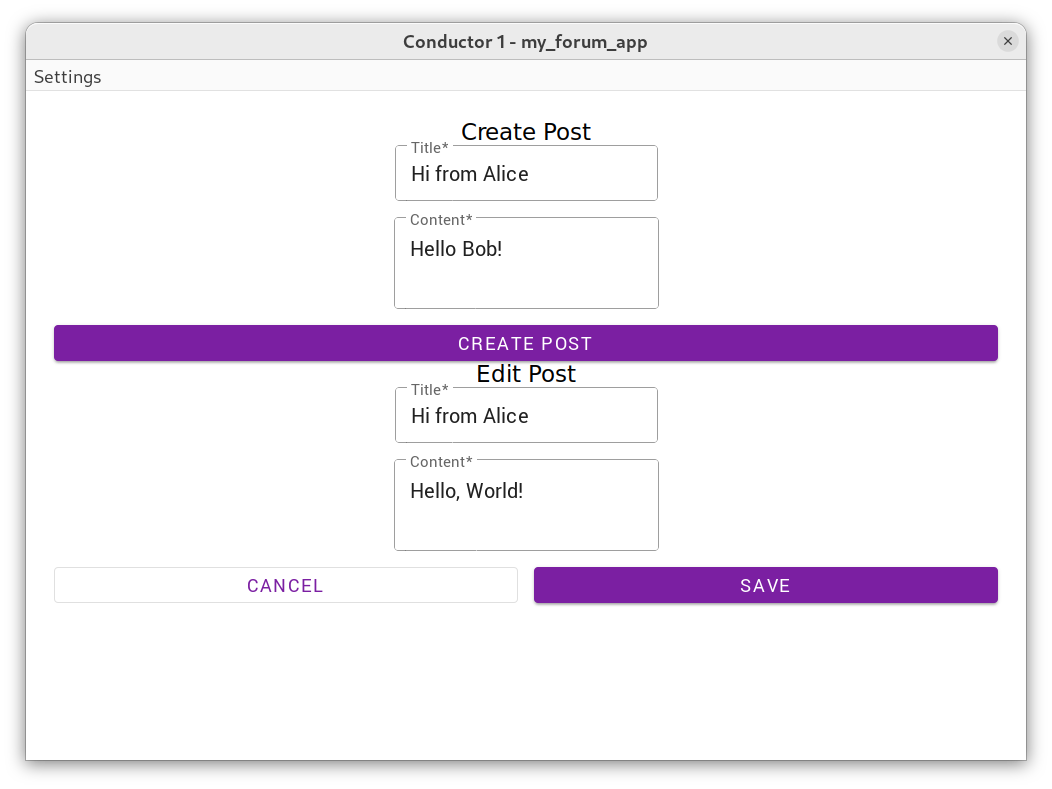 Conductor 1 - my_forum_app
Settings
Create Post
Title*
Hi from Alice
Content*
Hello Bob!
CREATE POST
Edit Post
Title*
Hi from Alice
Content*
Hello, World!
CANCEL
SAVE